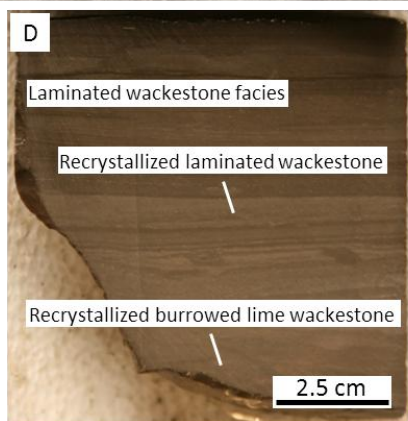 D
Laminated wackestone facies
Recrystallized laminated wackestone
Recrystallized burrowed lime wackestone
2.5 cm